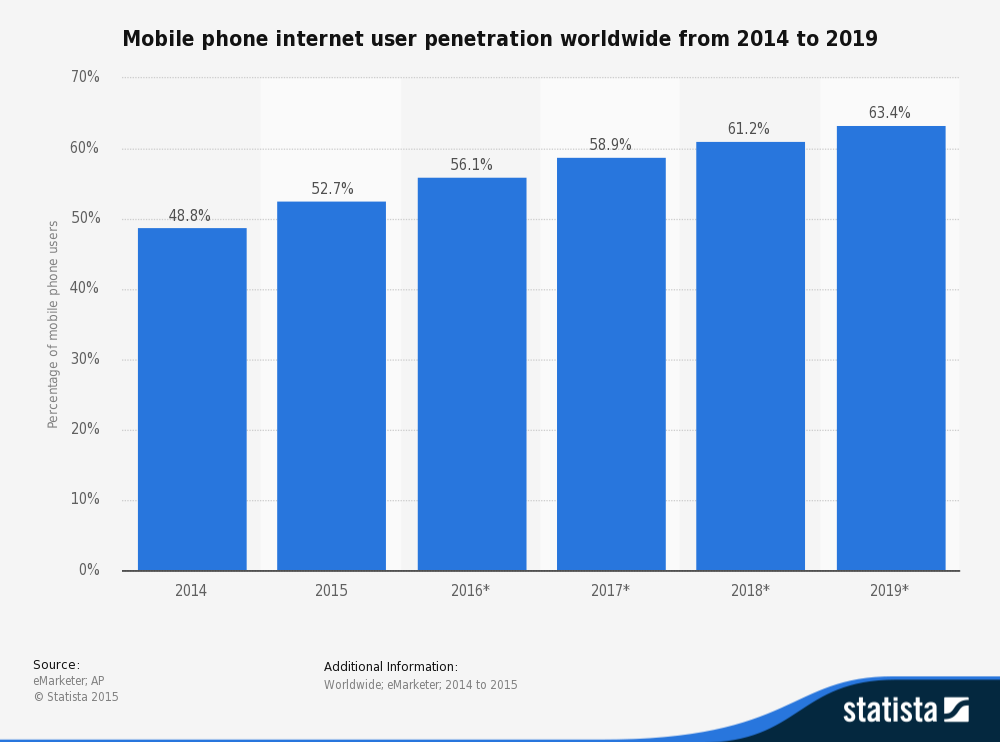 Mobile phone internet user penetration worldwide from 2014 to 2019
70%
60%
50%
40%
30%
20%
10%
0%
Percentage of mobile phone users
48.8%
52.7%
56.1%
58.9%
61.2%
63.4%
2014
2015
2016*
2017*
2018*
2019*
Source:
eMarketer; AP
© Statista 2015
Additional Information:
Worldwide; eMarketer; 2014 to 2015
statista